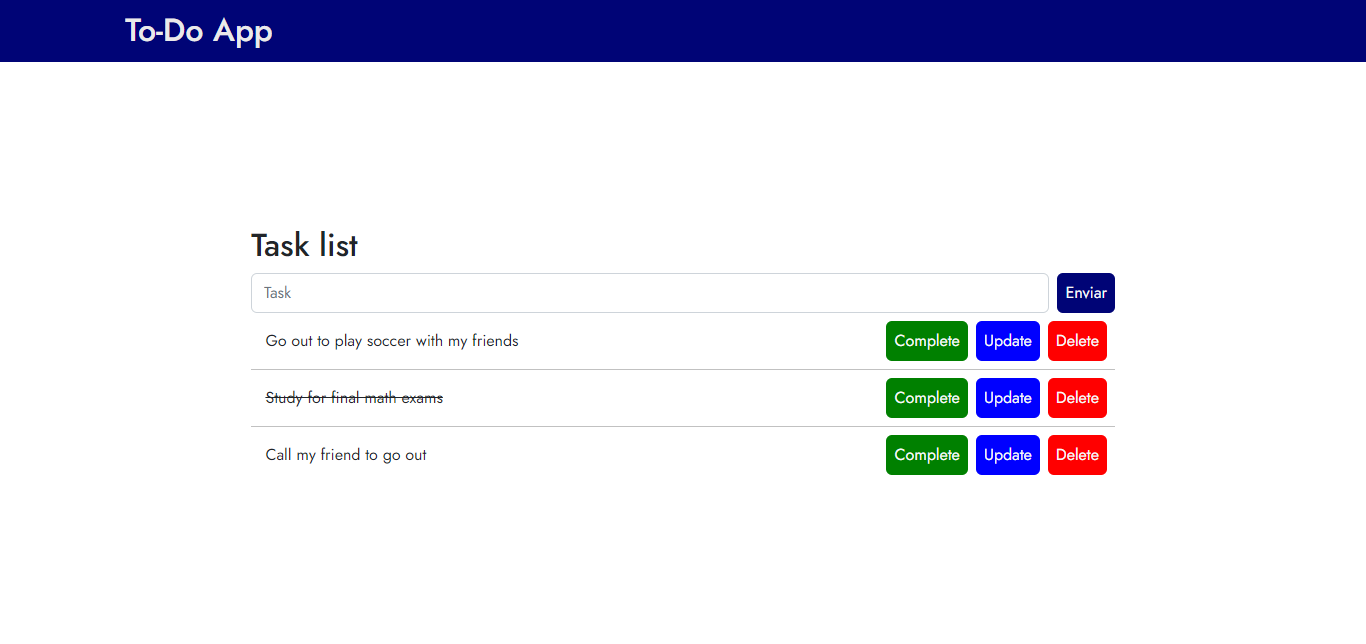 To-Do App
Task list
Task Enviar
Go out to play soccer with my friends Complete Update Delete
Study for final math exams Complete Update Delete
Call my friend to go out Complete Update Delete